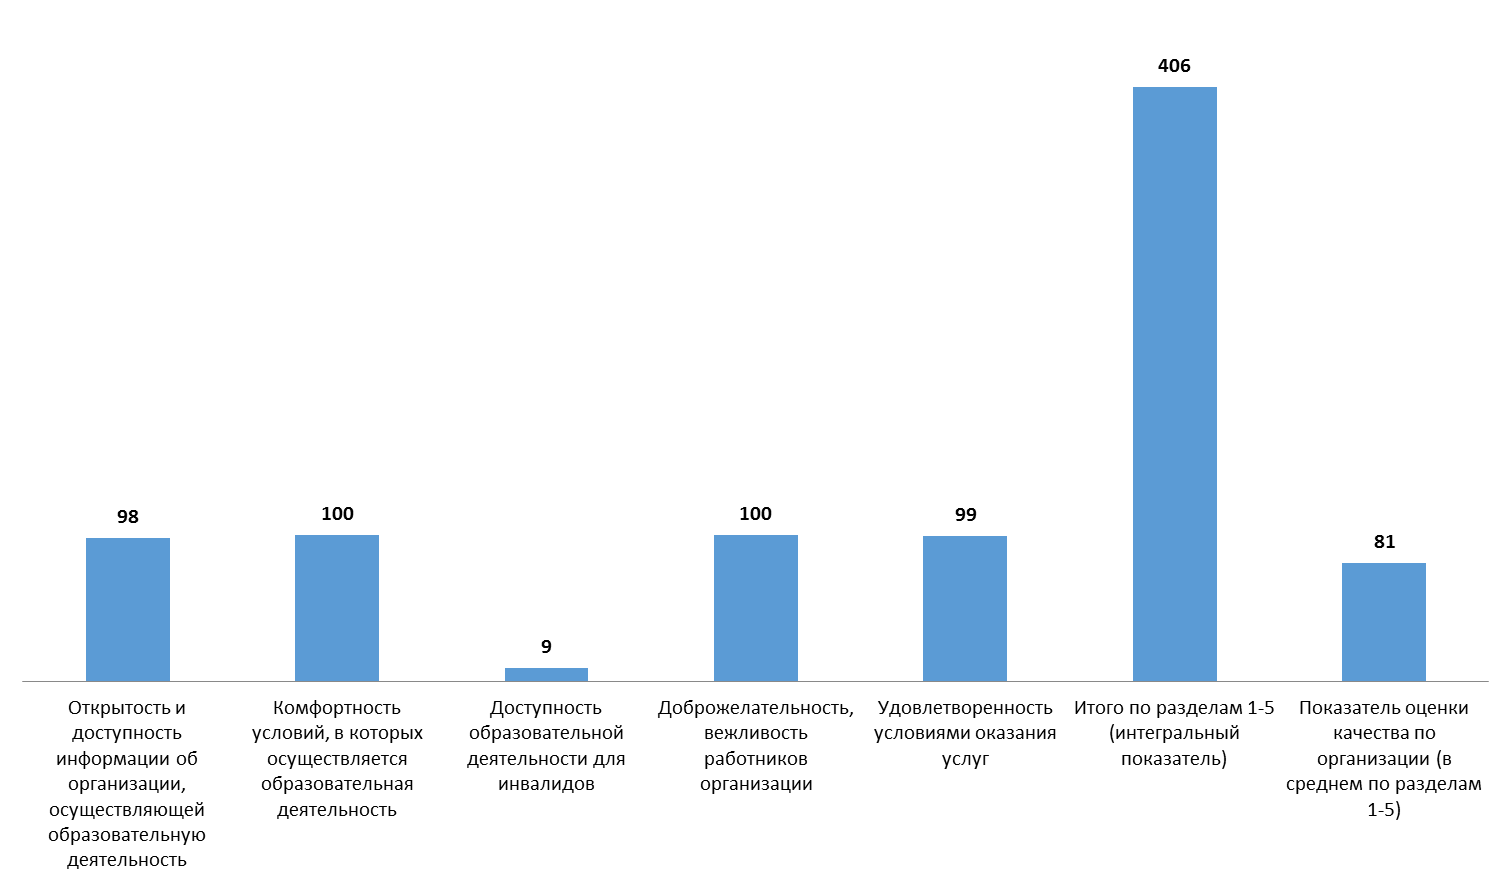 406
98
100
9
100
99
81
Открытость и
доступность
информации об
организации,
осуществляющей
образовательную
деятельность
Комфортность
условий, в которых
осуществляется
образовательная
деятельность
Доступность
образовательной
деятельности для
инвалидов
Доброжелательность,
вежливость
работников
организации
Удовлетворенность
условиями оказания
услуг
Итого по разделам 1-5
(интегральный
показатель)
Показатель оценки
качества по
организации (в
среднем по разделам
1-5)